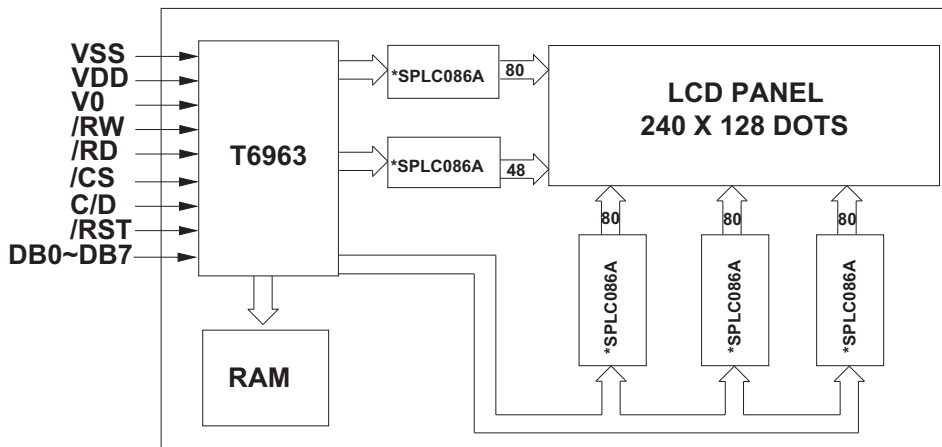 VSS
VDD
V0
/RW
/RD
/CS
C/D
/RST
DB0~DB7
T6963
RAM
*SPLC086A
80
*SPLC086A
48
LCD PANEL
240 X 128 DOTS
80
80
80
*SPLC086A
*SPLC086A
*SPLC086A